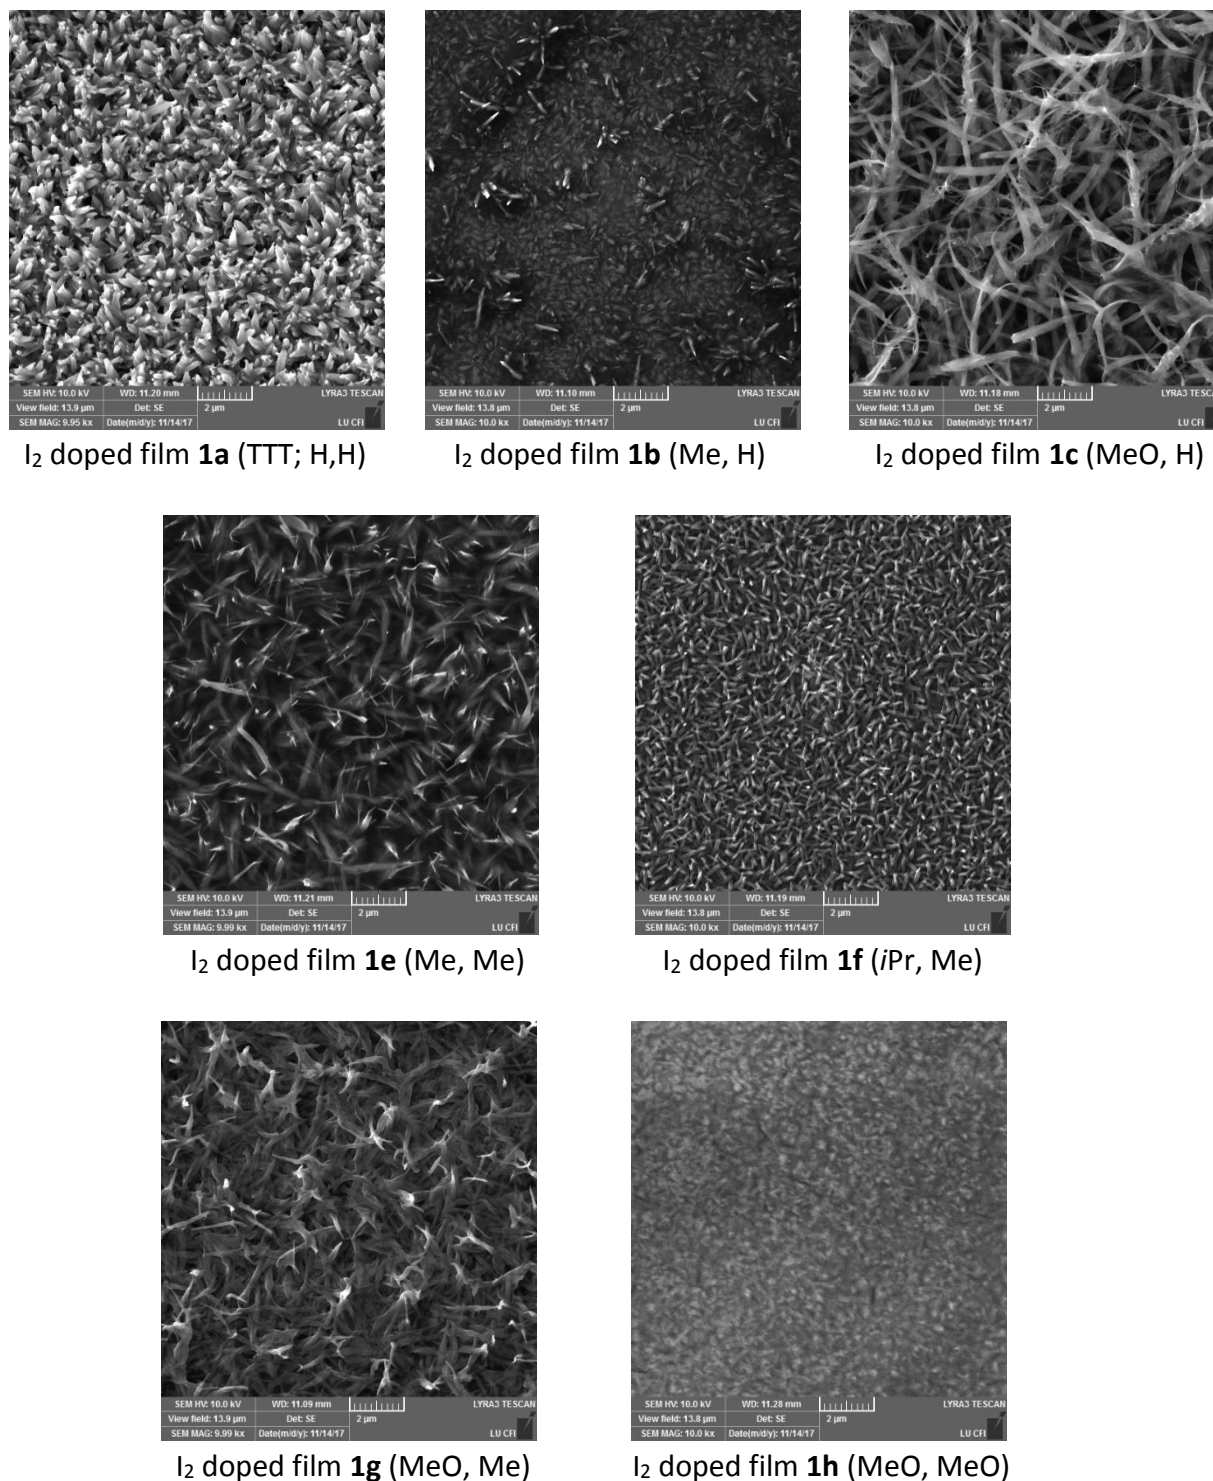 SEM HV: 10.0 kV WD: 11.20 mm LYRA3 TESCAN
View field: 13.9 µm Det: SE 2 µm
SEM MAG: 9.95 kx Date(m/d/y): 11/14/17 LU CFI
I₂ doped film 1a (TTT; H,H)
SEM HV: 10.0 kV WD: 11.10 mm LYRA3 TESCAN
View field: 13.8 µm Det: SE 2 µm
SEM MAG: 10.0 kx Date(m/d/y): 11/14/17 LU CFI
I₂ doped film 1b (Me, H)
SEM HV: 10.0 kV WD: 11.18 mm LYRA3 TESCAN
View field: 13.8 µm Det: SE 2 µm
SEM MAG: 10.0 kx Date(m/d/y): 11/14/17 LU CFI
I₂ doped film 1c (MeO, H)
SEM HV: 10.0 kV WD: 11.21 mm LYRA3 TESCAN
View field: 13.9 µm Det: SE 2 µm
SEM MAG: 9.99 kx Date(m/d/y): 11/14/17 LU CFI
I₂ doped film 1e (Me, Me)
SEM HV: 10.0 kV WD: 11.19 mm LYRA3 TESCAN
View field: 13.8 µm Det: SE 2 µm
SEM MAG: 10.0 kx Date(m/d/y): 11/14/17 LU CFI
I₂ doped film 1f (iPr, Me)
SEM HV: 10.0 kV WD: 11.09 mm LYRA3 TESCAN
View field: 13.9 µm Det: SE 2 µm
SEM MAG: 9.99 kx Date(m/d/y): 11/14/17 LU CFI
I₂ doped film 1g (MeO, Me)
SEM HV: 10.0 kV WD: 11.28 mm LYRA3 TESCAN
View field: 13.8 µm Det: SE 2 µm
SEM MAG: 10.0 kx Date(m/d/y): 11/14/17 LU CFI
I₂ doped film 1h (MeO, MeO)